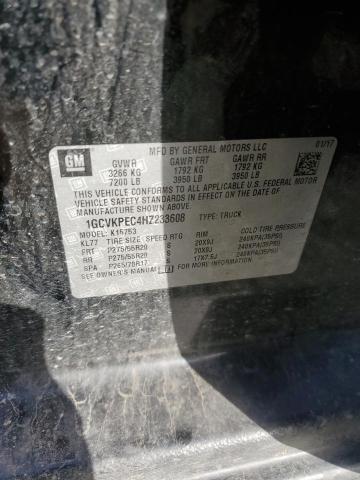 GM
MFD BY GENERAL MOTORS LLC 01/17
GVWR GAWR FRT GAWR RR
3266 KG 1792 KG 1792 KG
7200 LB 3950 LB 3950 LB
THIS VEHICLE CONFORMS TO ALL APPLICABLE U.S. FEDERAL MOTOR
VEHICLE SAFETY STANDARDS IN EFFECT ON THE DATE OF
MANUFACTURE SHOWN ABOVE.
1GCVKPEC4HZ233608 TYPE: TRUCK
MODEL: K15753
KL77 TIRE SIZE SPEED RTG RIM COLD TIRE PRESSURE
FRT P275/55R20 S 20X9J 240KPA(35PSI)
RR P275/55R20 S 20X9J 240KPA(35PSI)
SPA P265/70R17 S 17X7.5J 240KPA(35PSI)
SEE OWNER'S MANUAL FOR MORE INFORMATION.